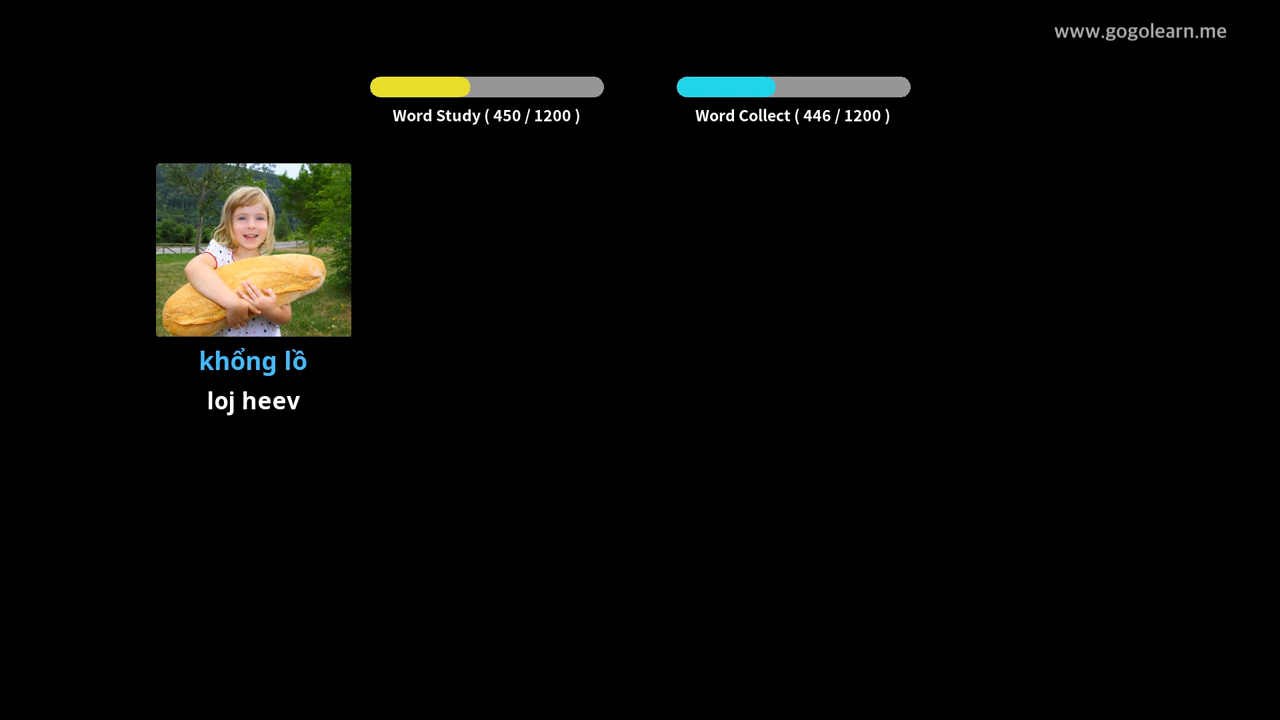 www.gogolearn.me
Word Study ( 450 / 1200 )
Word Collect ( 446 / 1200 )
khổng lồ
loj heev